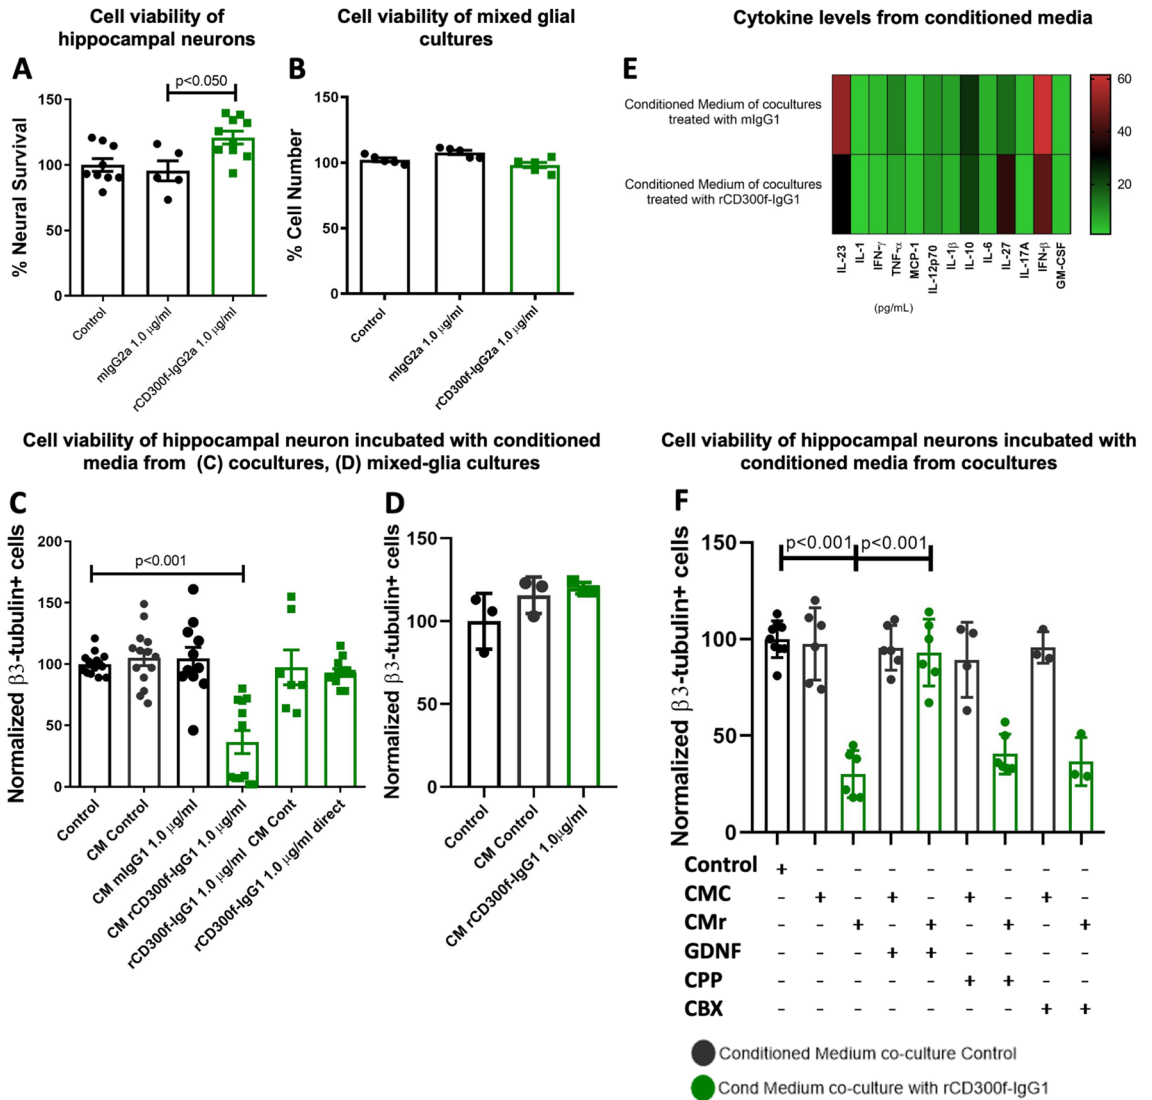 Cell viability of
hippocampal neurons
A
p<0.050
150
100
50
0
% Neural Survival
Control
mIgG2a 1.0 µg/ml
rCD300f-IgG2a 1.0 µg/ml
Cell viability of mixed glial
cultures
B
150
100
50
0
% Cell Number
Control
mIgG2a 1.0 µg/ml
rCD300f-IgG2a 1.0 µg/ml
Cytokine levels from conditioned media
E
Conditioned Medium of cocultures
treated with mIgG1
Conditioned Medium of cocultures
treated with rCD300f-IgG1
60
40
20
IL-23
IL-1
IFN-γ
TNF-α
MCP-1
IL-12p70
IL-1β
IL-10
IL-6
IL-27
IL-17A
IFN-β
GM-CSF
(pg/mL)
Cell viability of hippocampal neuron incubated with conditioned
media from (C) cocultures, (D) mixed-glia cultures
C
p<0.001
200
150
100
50
0
Normalized β3-tubulin+ cells
Control
CM Control
CM mIgG1 1.0 µg/ml
CM rCD300f-IgG1 1.0 µg/ml
rCD300f-IgG1 1.0 µg/ml CM Cont
rCD300f-IgG1 1.0 µg/ml direct
D
150
100
50
0
Normalized β3-tubulin+ cells
Control
CM Control
CM rCD300f-IgG1 1.0µg/ml
Cell viability of hippocampal neurons incubated with
conditioned media from cocultures
F
p<0.001 p<0.001
150
100
50
0
Normalized β3-tubulin+ cells
Control + - - - - - - - -
CMC - + - + - + - + -
CMr - - + - + - + - +
GDNF - - - + + - - - -
CPP - - - - - + + - -
CBX - - - - - - - + +
Conditioned Medium co-culture Control
Cond Medium co-culture with rCD300f-IgG1